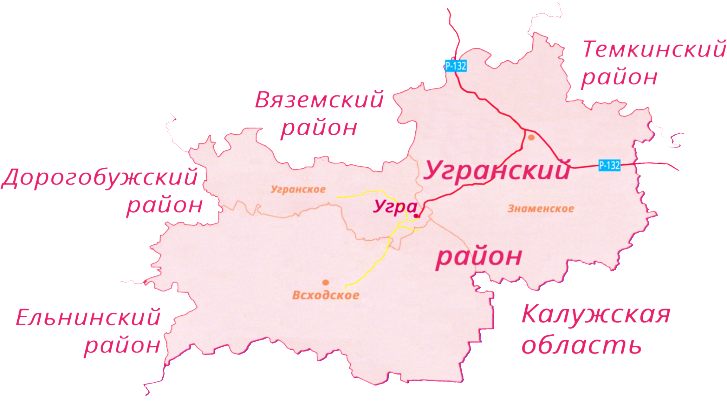 Темкинский
район
Р-132
Вяземский
район
Угранский
Р-132
Дорогобужский
район
Угранское
Угра
Знаменское
район
Всходское
Ельнинский
район
Калужская
область